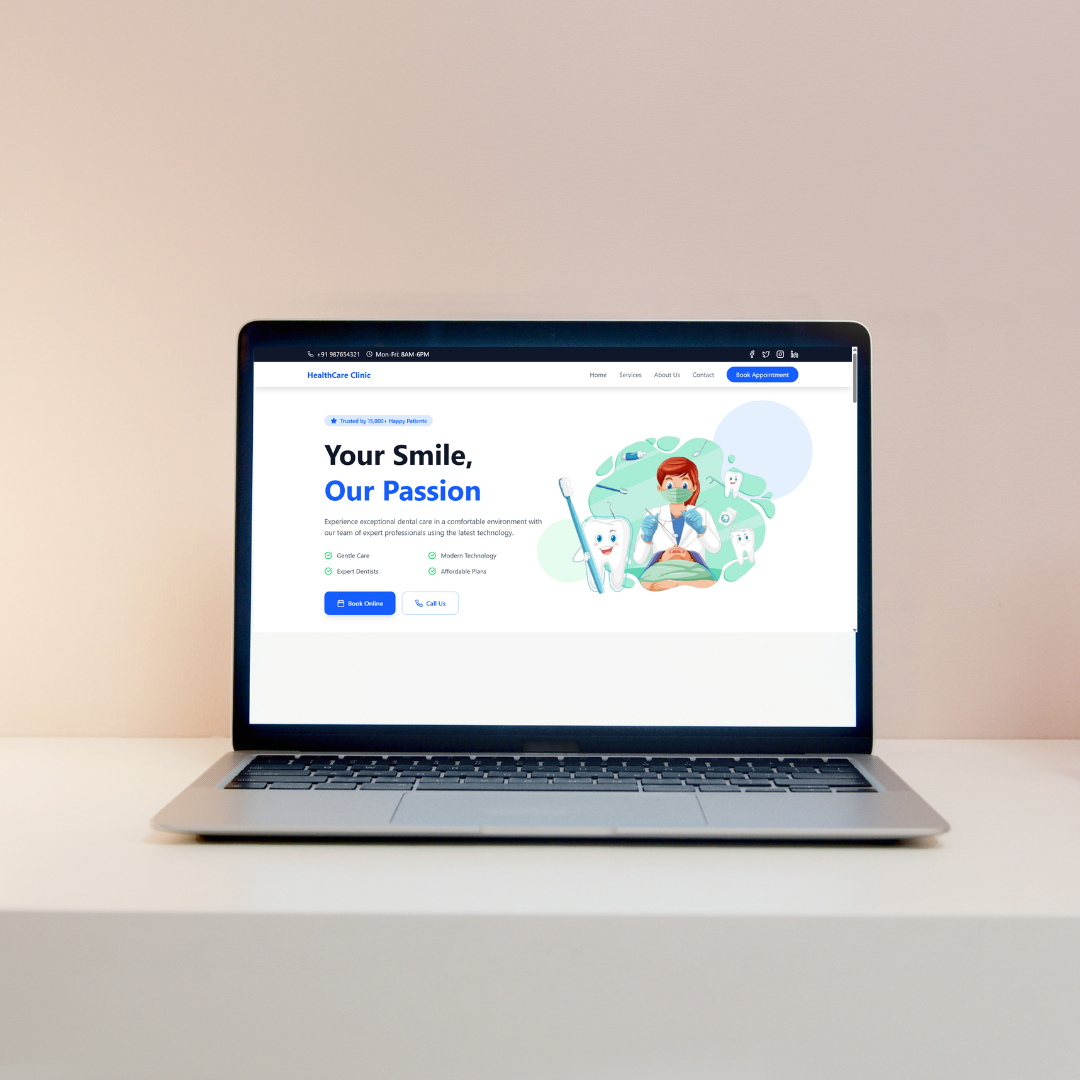 +91 987654321 Mon-Fri: 8AM-6PM
HealthCare Clinic Home Services About Us Contact Book Appointment
Trusted by 15,000+ Happy Patients
Your Smile,
Our Passion
Experience exceptional dental care in a comfortable environment with
our team of expert professionals using the latest technology.
Gentle Care Modern Technology
Expert Dentists Affordable Plans
Book Online Call Us